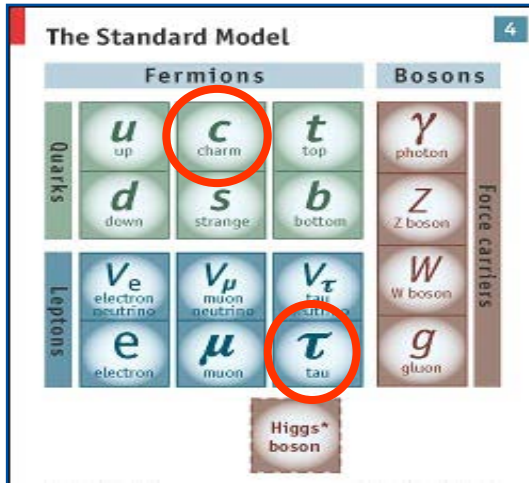 The Standard Model
4
Fermions
Bosons
Quarks
u
up
c
charm
t
top
γ
photon
d
down
s
strange
b
bottom
Z
Z boson
Force carriers
Leptons
νe
electron
neutrino
νμ
muon
neutrino
ντ
tau
neutrino
W
W boson
e
electron
μ
muon
τ
tau
g
gluon
Higgs*
boson